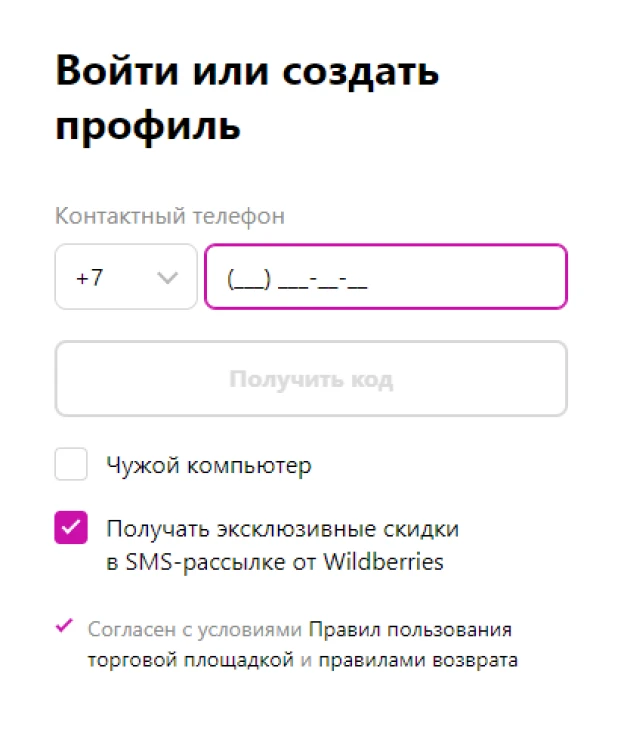 Войти или создать
профиль
Контактный телефон
+7 (___) ___-__-__
Получить код
Чужой компьютер
Получать эксклюзивные скидки
в SMS-рассылке от Wildberries
Согласен с условиями Правил пользования
торговой площадкой и правилами возврата